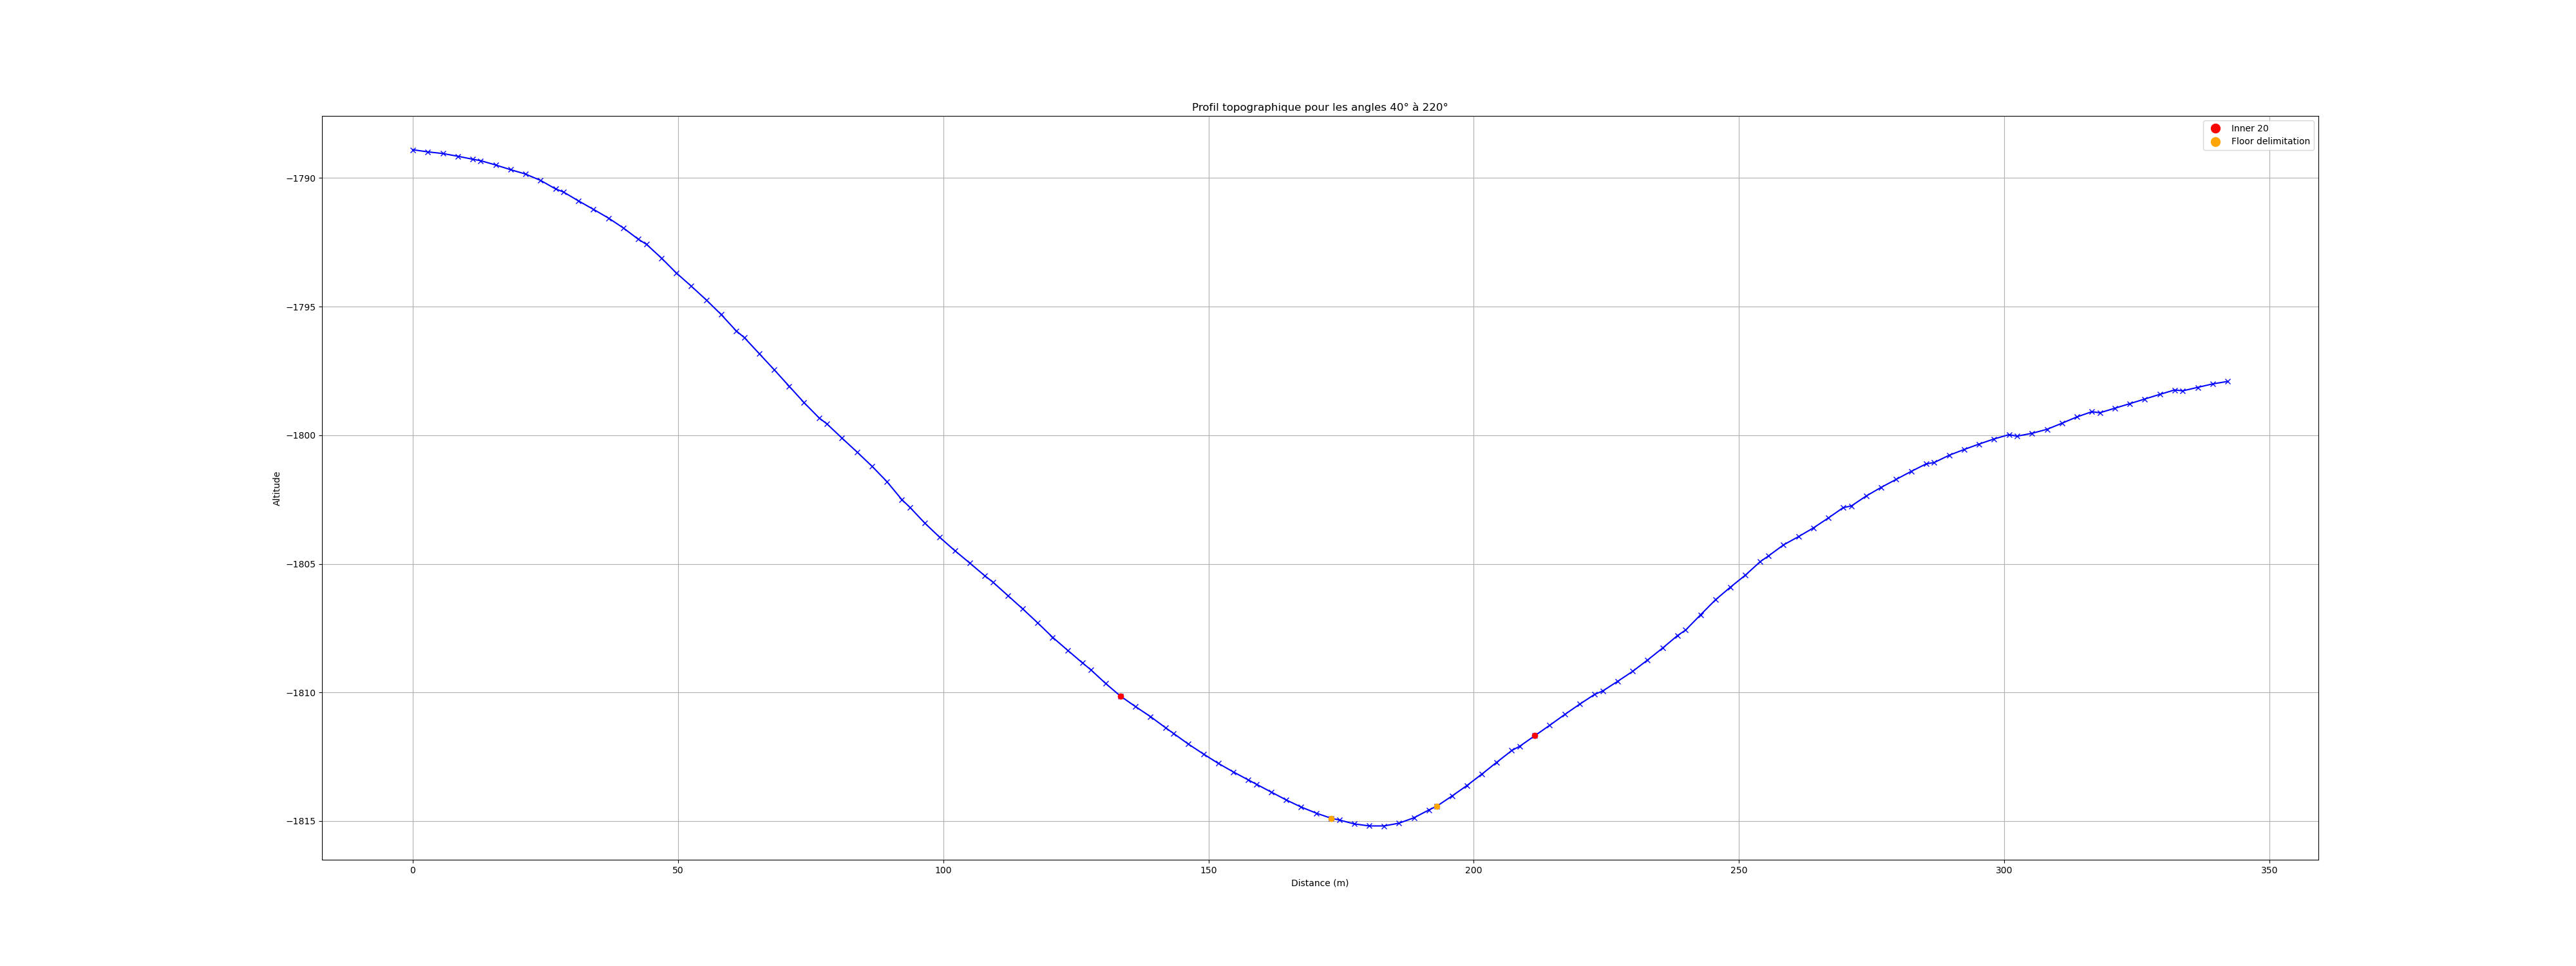 Profil topographique pour les angles 40° à 220°
Inner 20
Floor delimitation
−1790
−1795
−1800
−1805
−1810
−1815
Altitude
0 50 100 150 200 250 300 350
Distance (m)